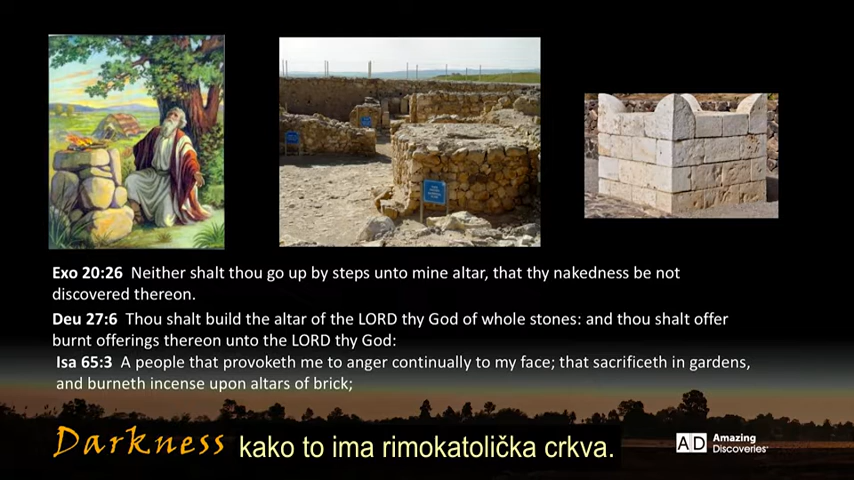 Exo 20:26 Neither shalt thou go up by steps unto mine altar, that thy nakedness be not
discovered thereon.
Deu 27:6 Thou shalt build the altar of the LORD thy God of whole stones: and thou shalt offer
burnt offerings thereon unto the LORD thy God:
Isa 65:3 A people that provoketh me to anger continually to my face; that sacrificeth in gardens,
and burneth incense upon altars of brick;
Darkness
kako to ima rimokatolička crkva.
AD Amazing
Discoveries